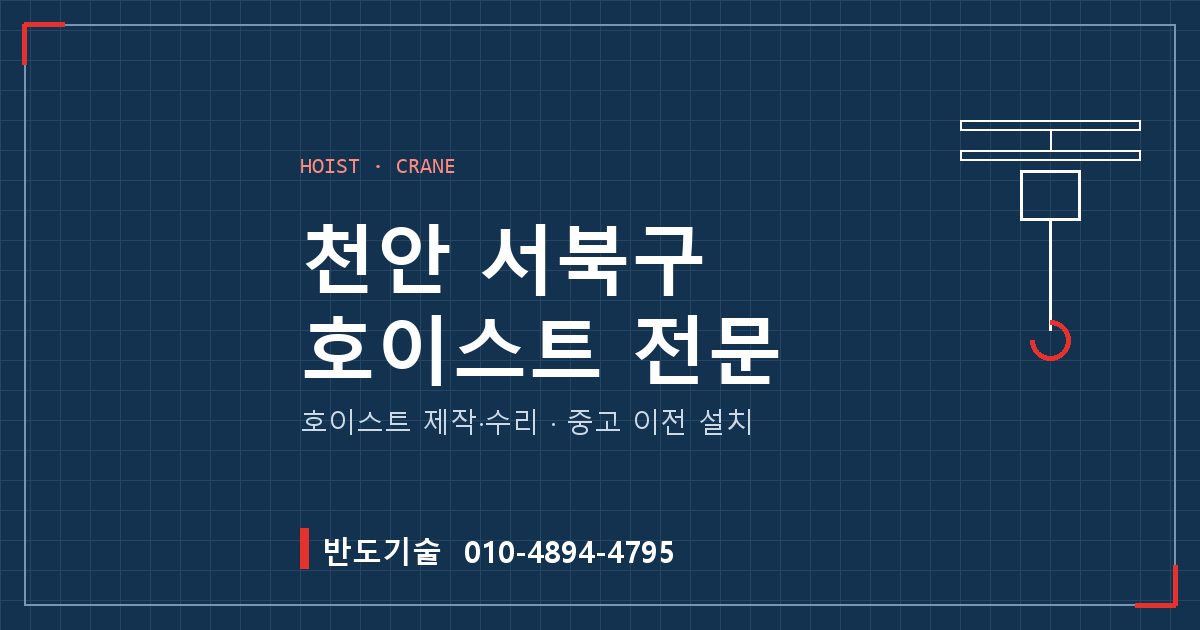 HOIST · CRANE
천안 서북구
호이스트 전문
호이스트 제작·수리 · 중고 이전 설치
반도기술 010-4894-4795